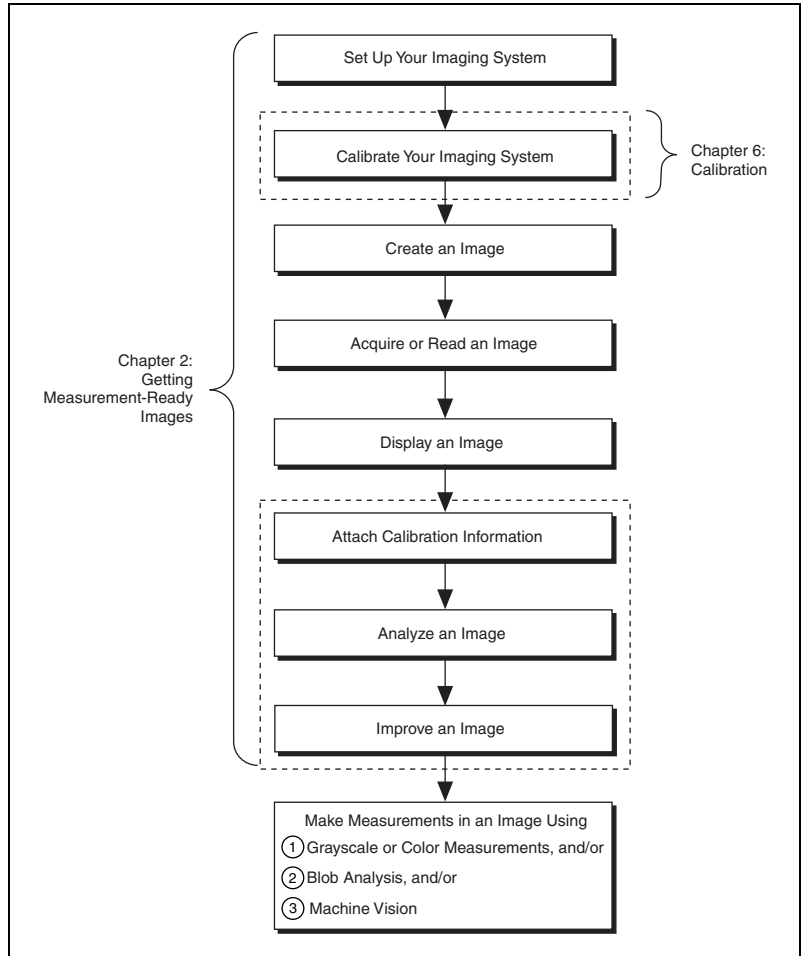 Set Up Your Imaging System
Calibrate Your Imaging System
Chapter 6:
Calibration
Create an Image
Acquire or Read an Image
Chapter 2:
Getting
Measurement-Ready
Images
Display an Image
Attach Calibration Information
Analyze an Image
Improve an Image
Make Measurements in an Image Using
1 Grayscale or Color Measurements, and/or
2 Blob Analysis, and/or
3 Machine Vision